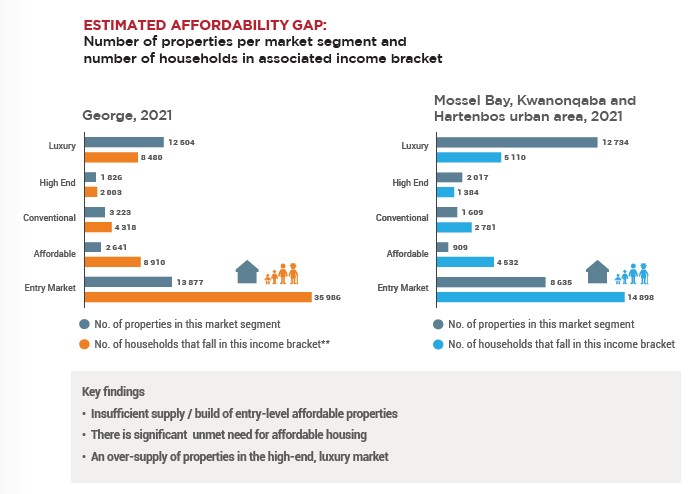 ESTIMATED AFFORDABILITY GAP:
Number of properties per market segment and
number of households in associated income bracket
George, 2021
Luxury
12 504
8 480
High End
1 826
2 003
Conventional
3 223
4 318
Affordable
2 641
8 910
Entry Market
13 877
35 986
No. of properties in this market segment
No. of households that fall in this income bracket**
Mossel Bay, Kwanonqaba and
Hartenbos urban area, 2021
Luxury
12 734
5 110
High End
2 017
1 384
Conventional
1 609
2 781
Affordable
909
4 532
Entry Market
8 635
14 898
No. of properties in this market segment
No. of households that fall in this income bracket
Key findings
• Insufficient supply / build of entry-level affordable properties
• There is significant unmet need for affordable housing
• An over-supply of properties in the high-end, luxury market